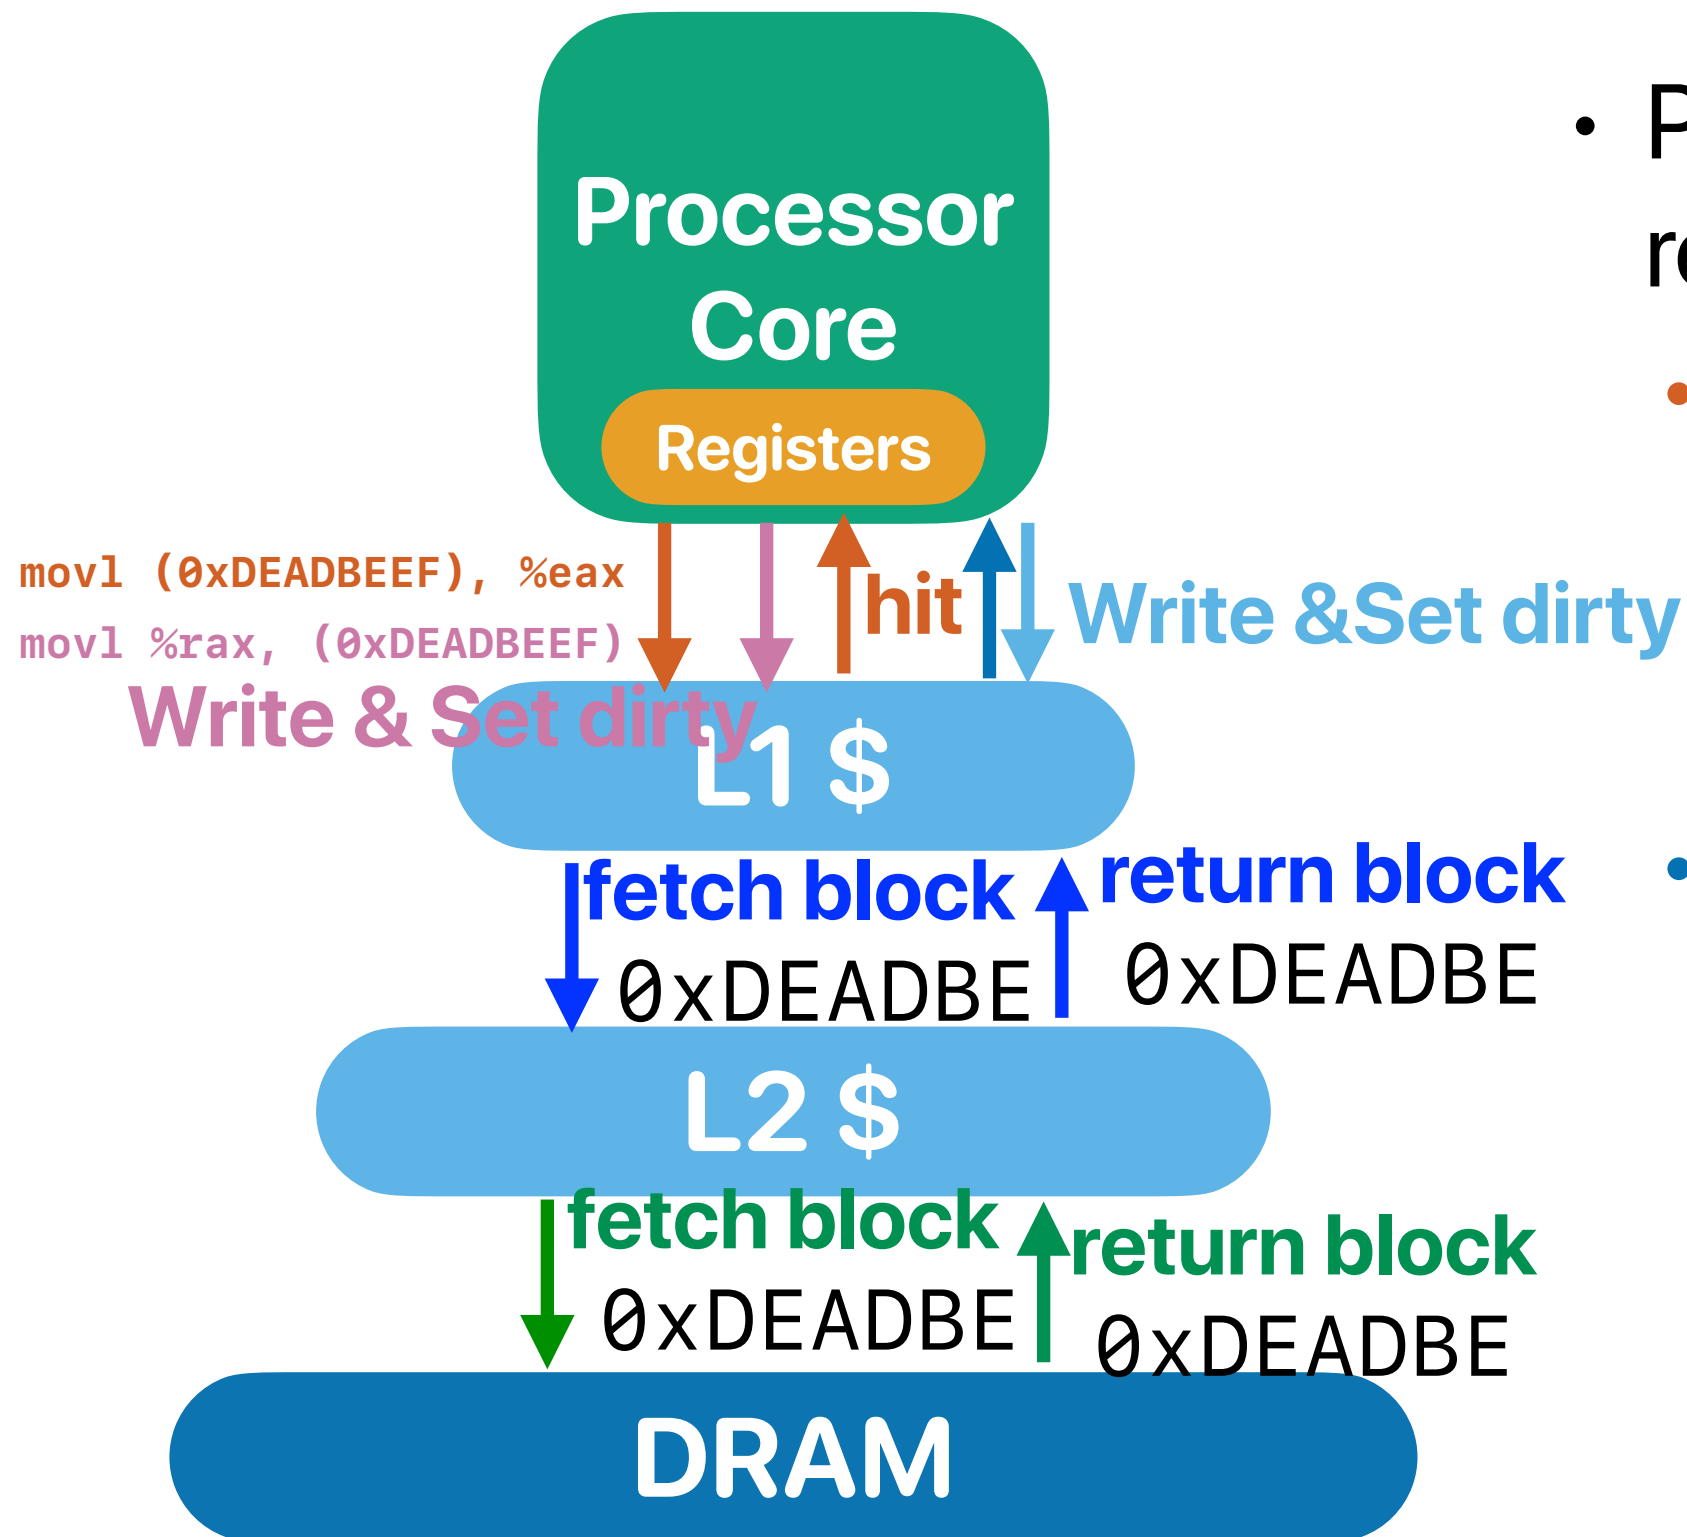 Processor
Core
Registers
movl (0xDEADBEEF), %eax
movl %rax, (0xDEADBEEF)
hit
Write &Set dirty
Write & Set dirty
L1 $
fetch block
0xDEADBE
return block
0xDEADBE
L2 $
fetch block
0xDEADBE
return block
0xDEADBE
DRAM